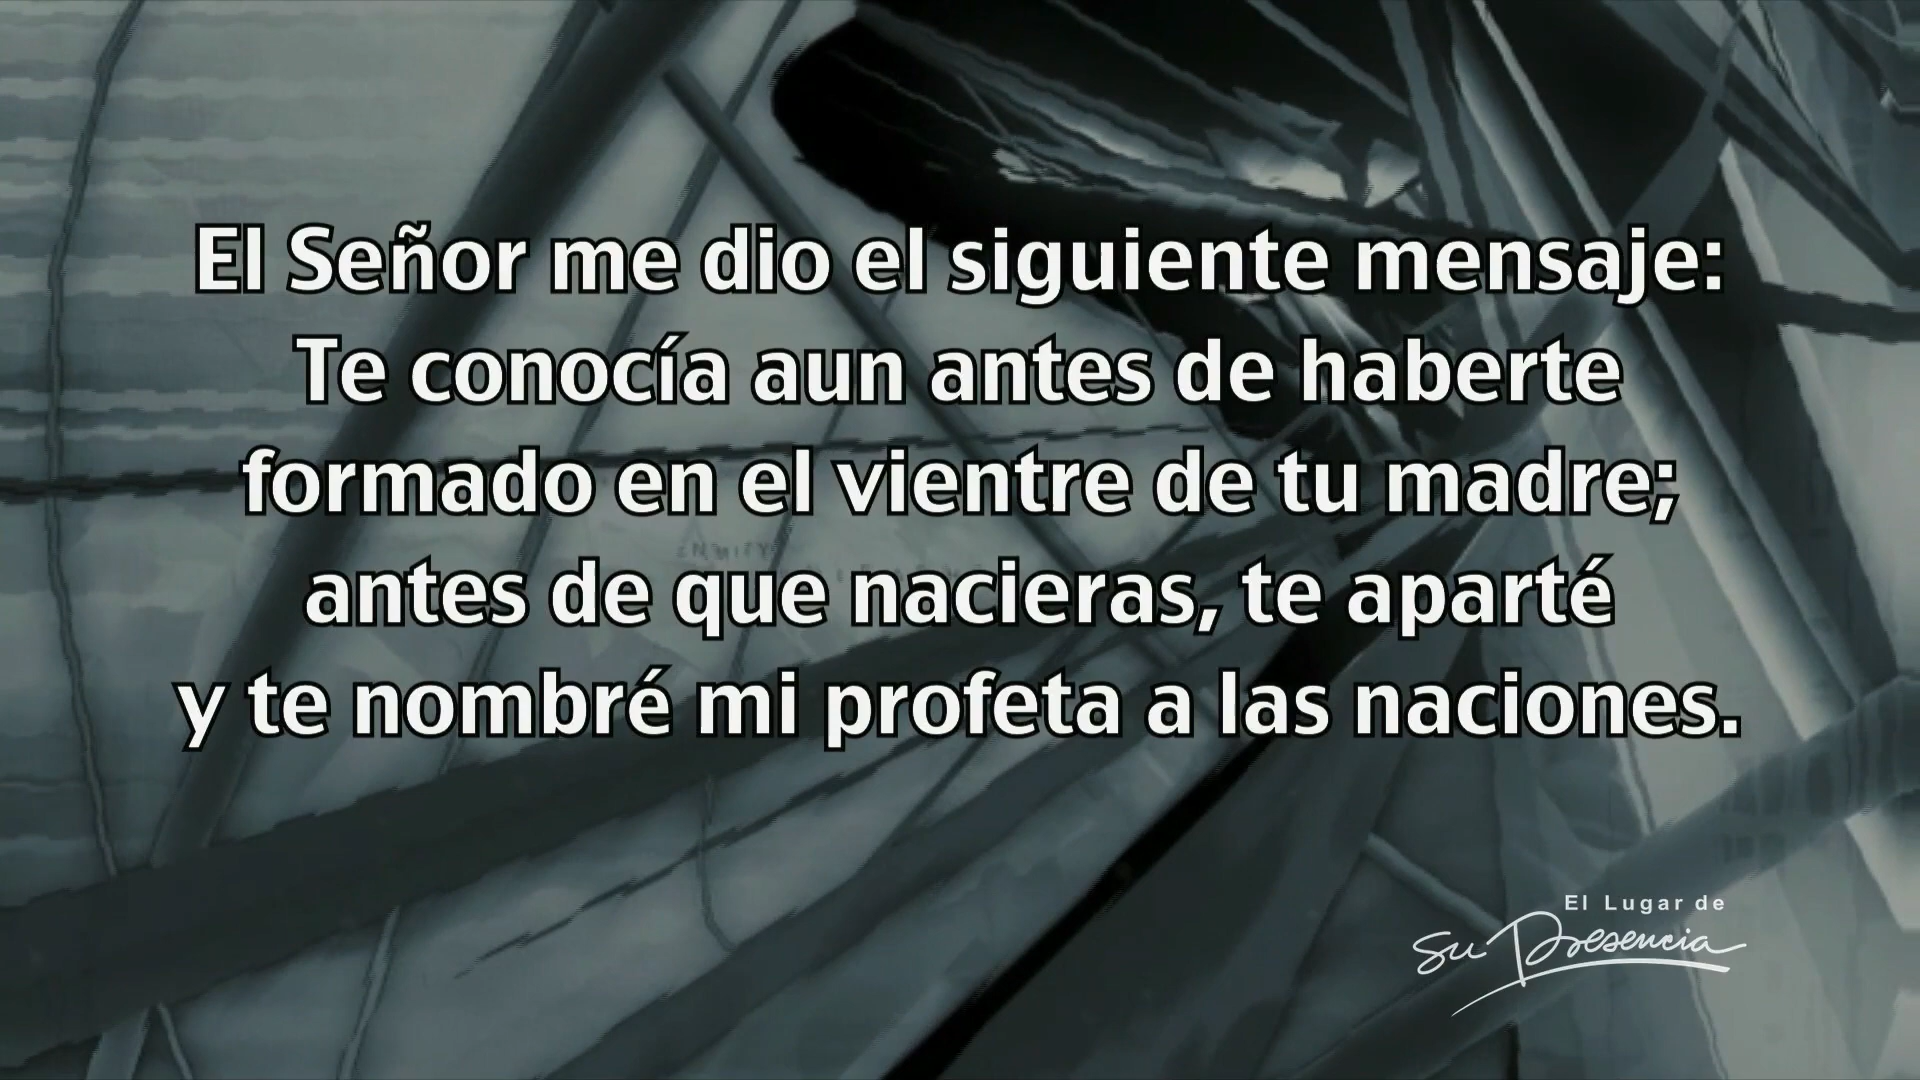 El Señor me dio el siguiente mensaje:
Te conocía aun antes de haberte
formado en el vientre de tu madre;
antes de que nacieras, te aparté
y te nombré mi profeta a las naciones.
El Lugar de
Su Presencia